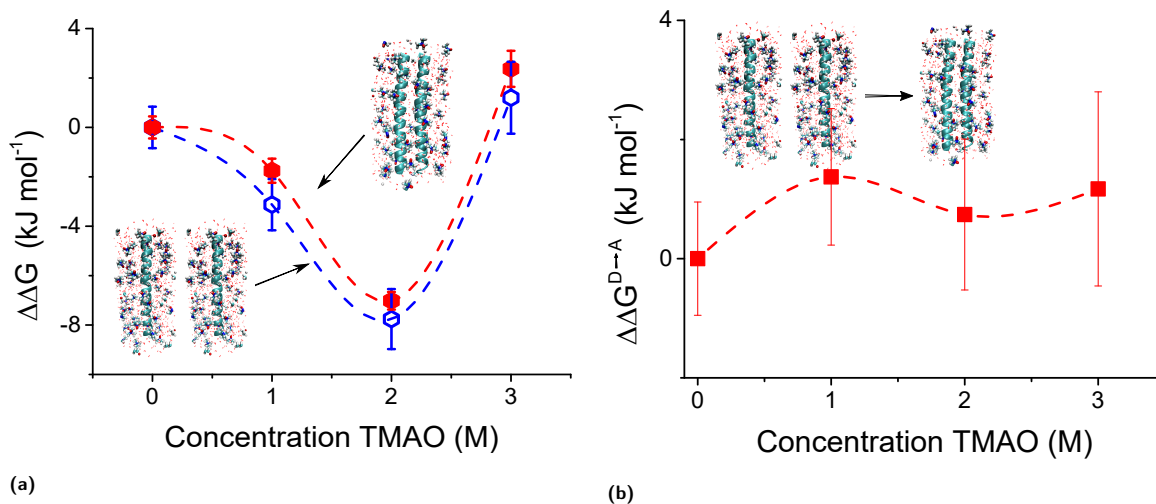 4
0
-4
-8
ΔΔG (kJ mol⁻¹)
0 1 2 3
Concentration TMAO (M)
(a)
4
0
ΔΔG^D→A (kJ mol⁻¹)
0 1 2 3
Concentration TMAO (M)
(b)